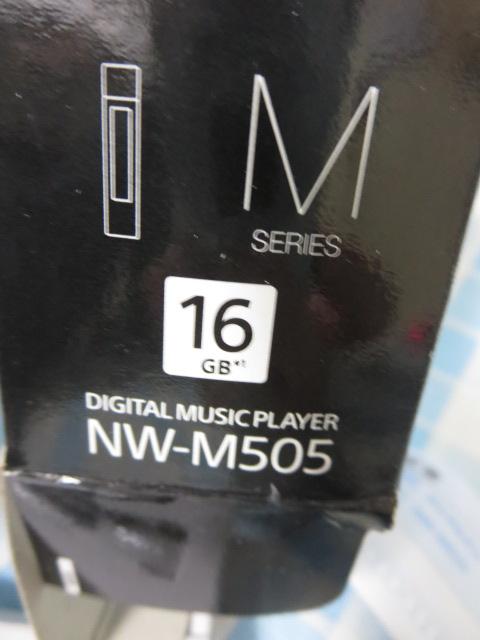 M
SERIES
16
GB*1
DIGITAL MUSIC PLAYER
NW-M505